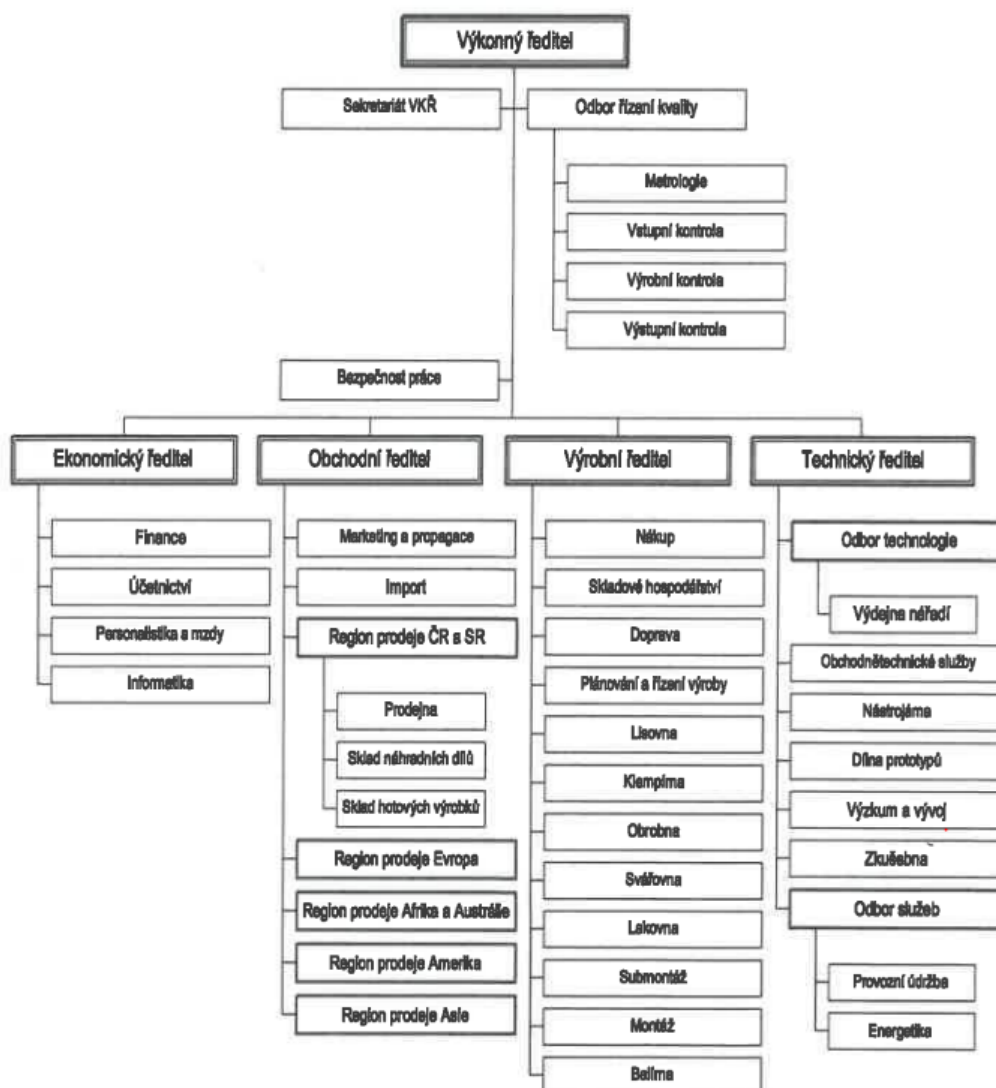 Výkonný ředitel
Sekretariát VKŘ
Odbor řízení kvality
Metrologie
Vstupní kontrola
Výrobní kontrola
Výstupní kontrola
Bezpečnost práce
Ekonomický ředitel
Finance
Účetnictví
Personalistika a mzdy
Informatika
Obchodní ředitel
Marketing a propagace
Import
Region prodeje ČR a SR
Prodejna
Sklad náhradních dílů
Sklad hotových výrobků
Region prodeje Evropa
Region prodeje Afrika a Austrálie
Region prodeje Amerika
Region prodeje Asie
Výrobní ředitel
Nákup
Skladové hospodářství
Doprava
Plánování a řízení výroby
Lisovna
Klempírna
Obrobna
Svářovna
Lakovna
Submontáž
Montáž
Balírna
Technický ředitel
Odbor technologie
Výdejna nářadí
Obchodnětechnické služby
Nástrojárna
Dílna prototypů
Výzkum a vývoj
Zkušebna
Odbor služeb
Provozní údržba
Energetika